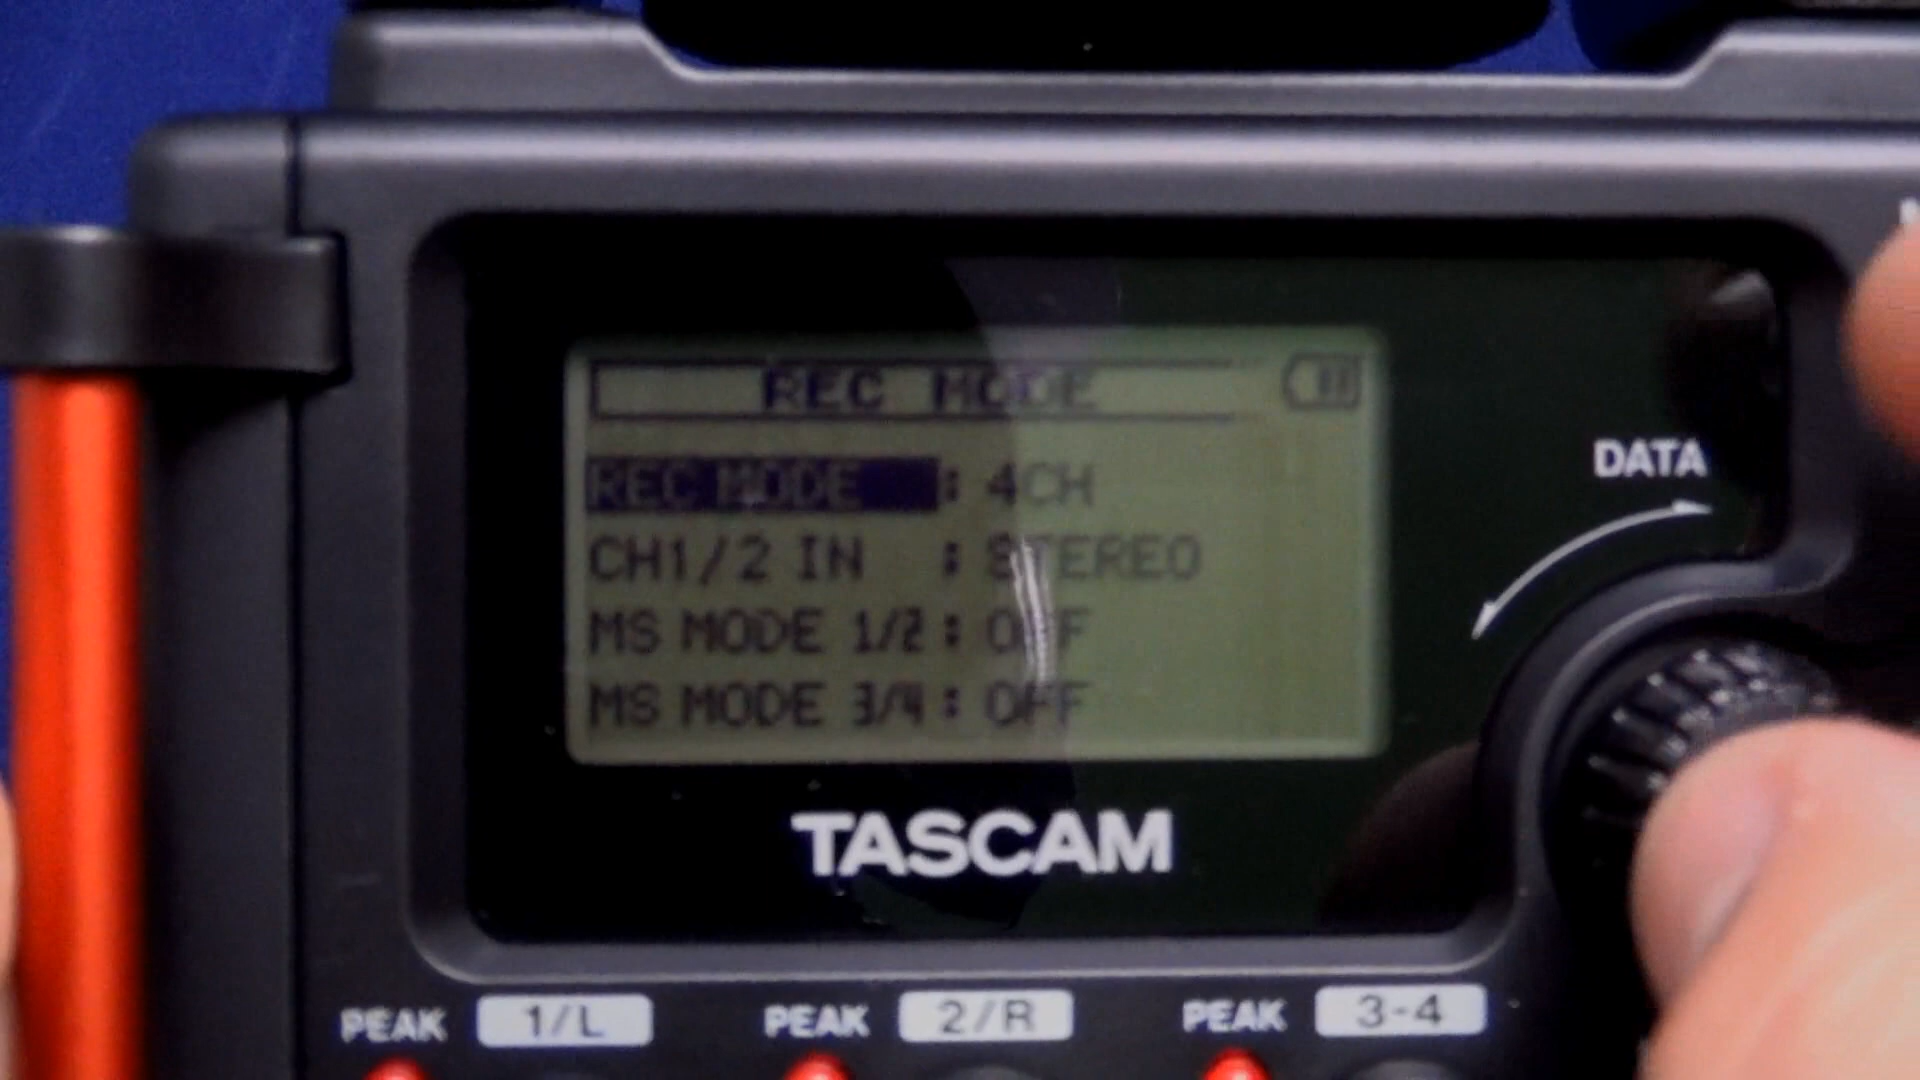 REC MODE
REC MODE : 4CH
CH1/2 IN : STEREO
MS MODE 1/2 : OFF
MS MODE 3/4 : OFF
DATA
TASCAM
PEAK 1/L PEAK 2/R PEAK 3-4